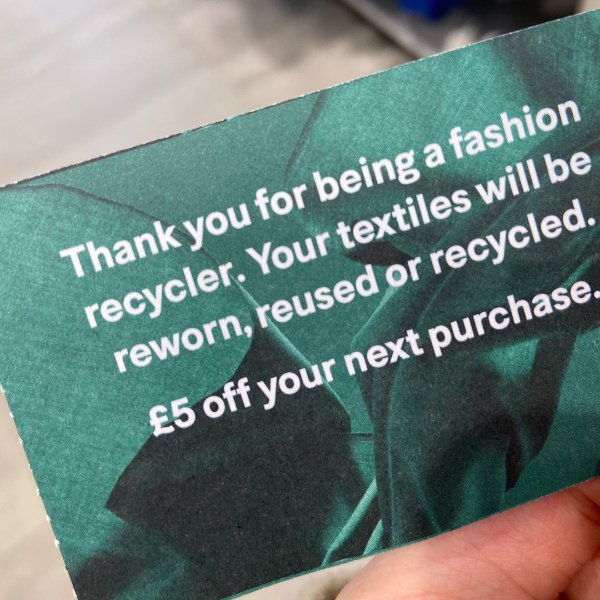 Thank you for being a fashion
recycler. Your textiles will be
reworn, reused or recycled.
£5 off your next purchase.